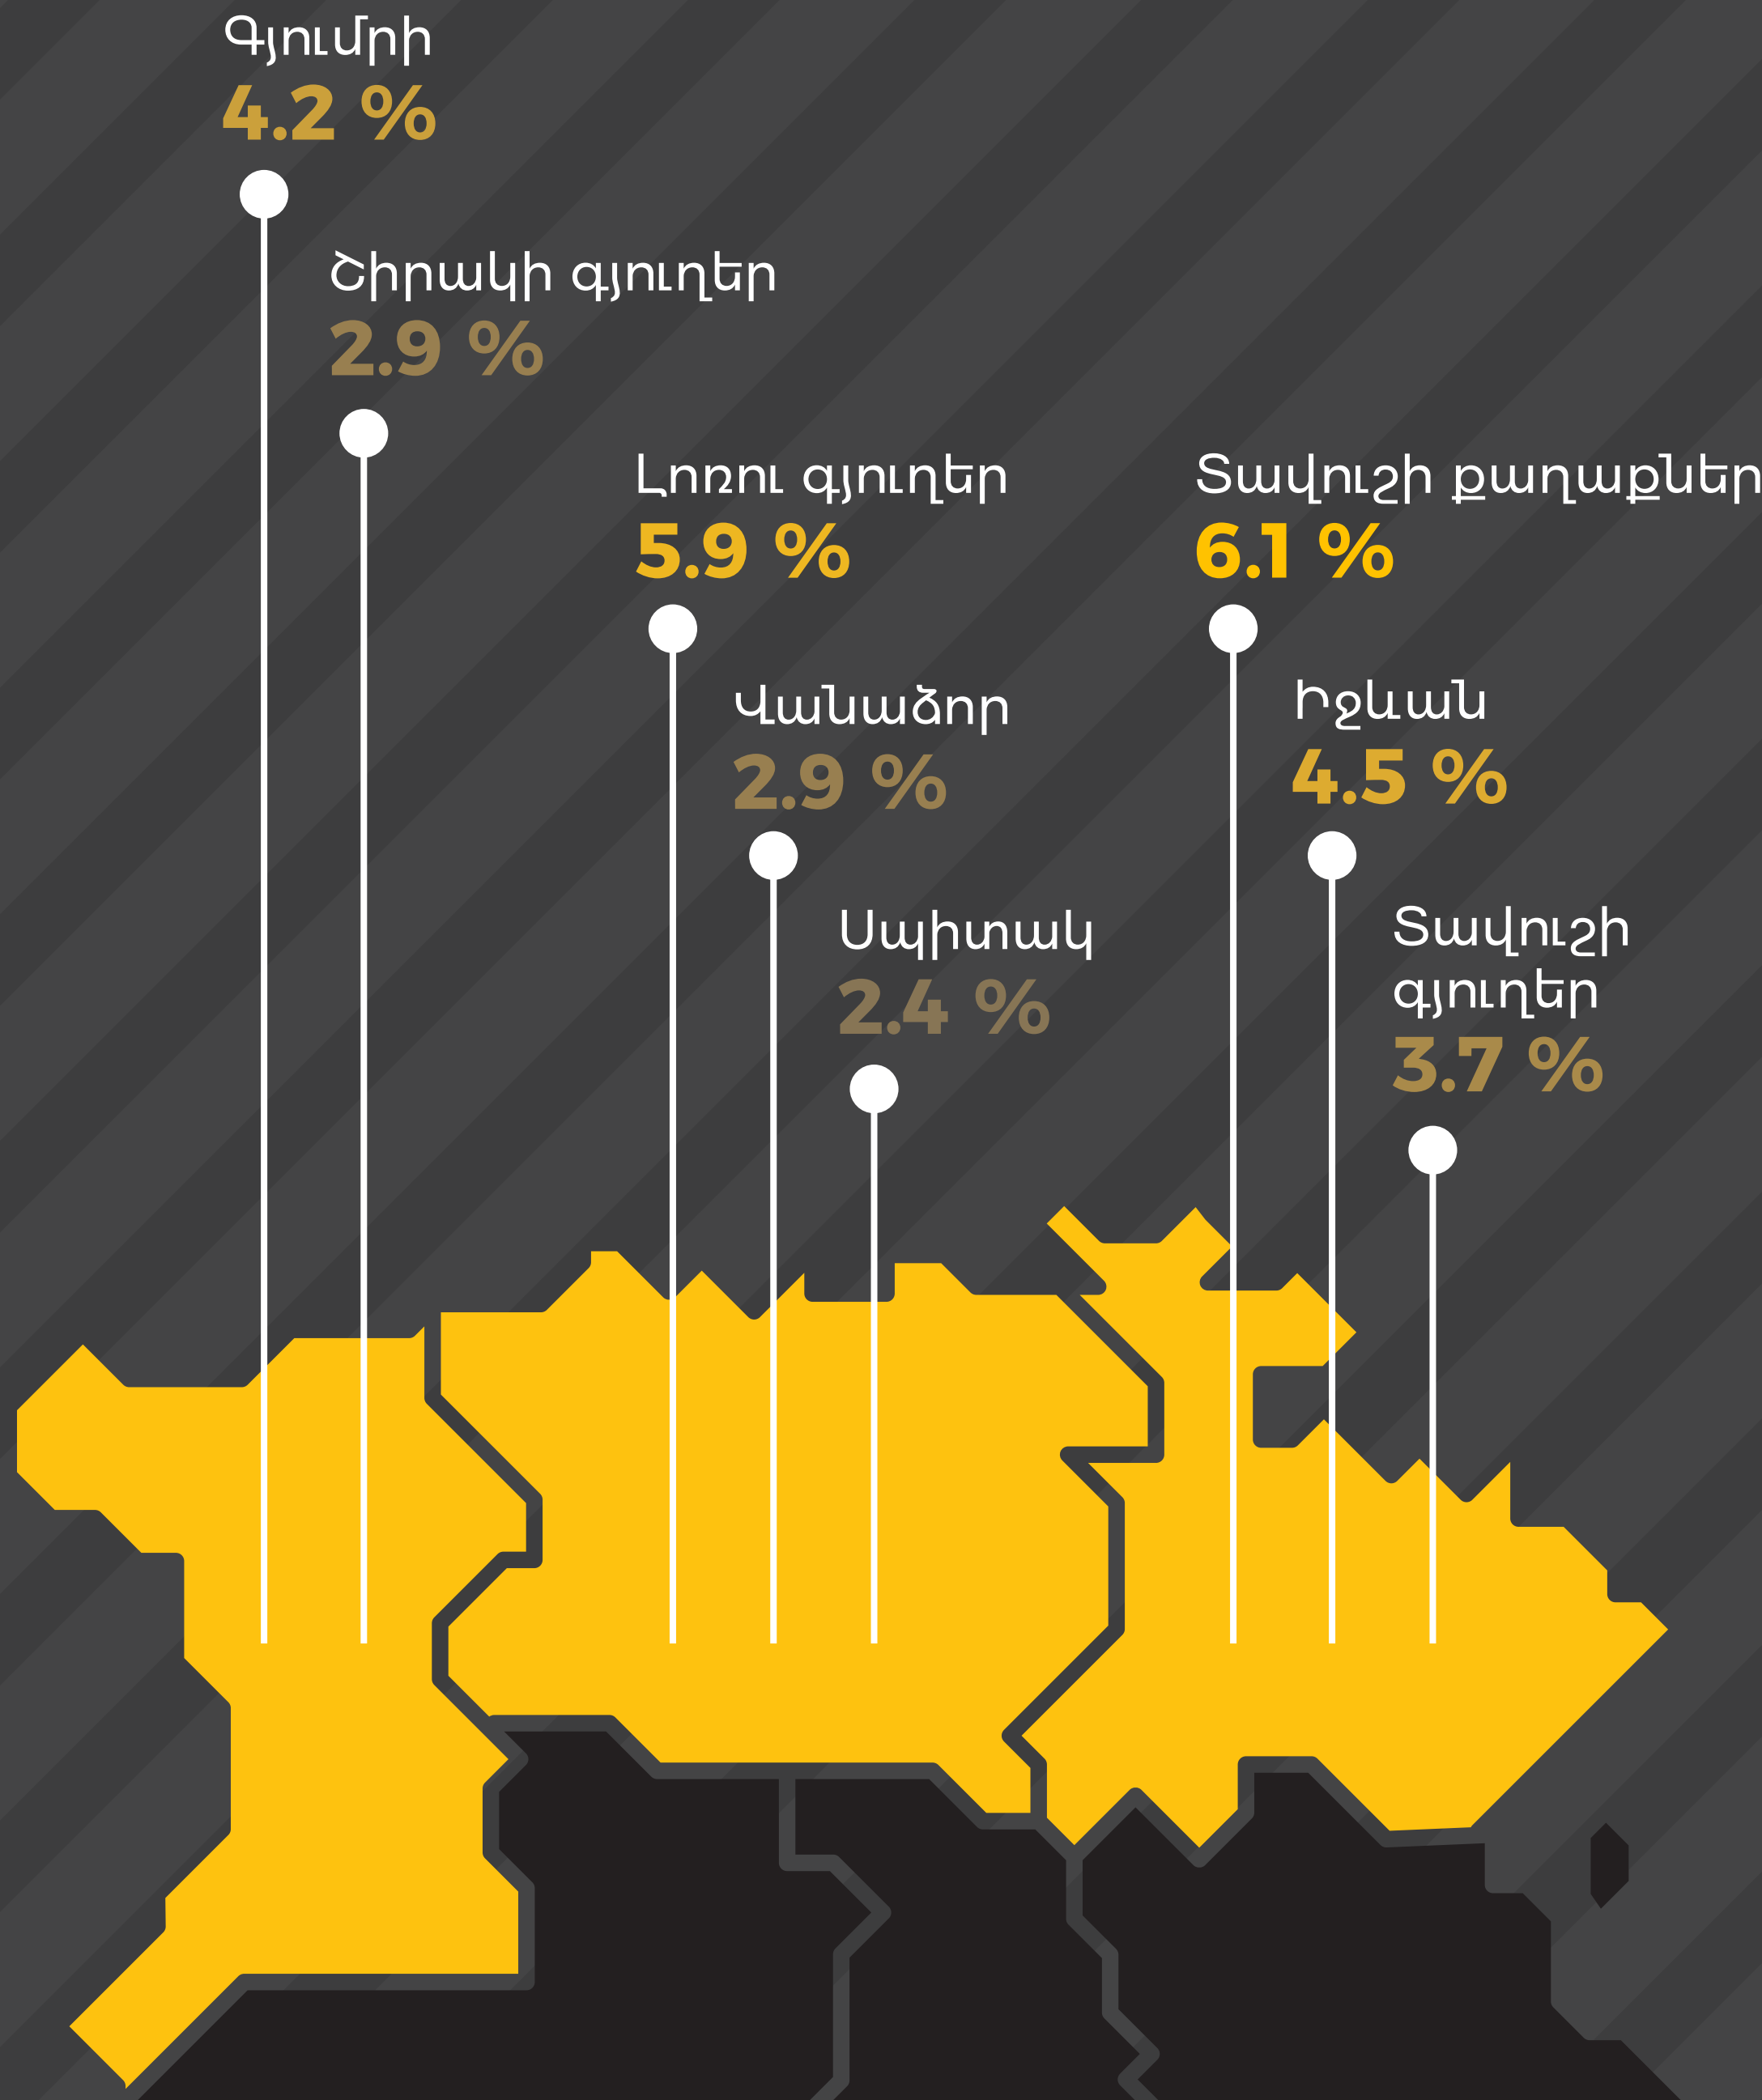 Գյումրի
4.2 %
Շիրակի գյուղեր
2.9 %
Լոռու գյուղեր
5.9 %
Տավուշի քաղաքներ
6.1 %
Վանաձոր
2.9 %
Իջևան
4.5 %
Սպիտակ
2.4 %
Տավուշի
գյուղեր
3.7 %